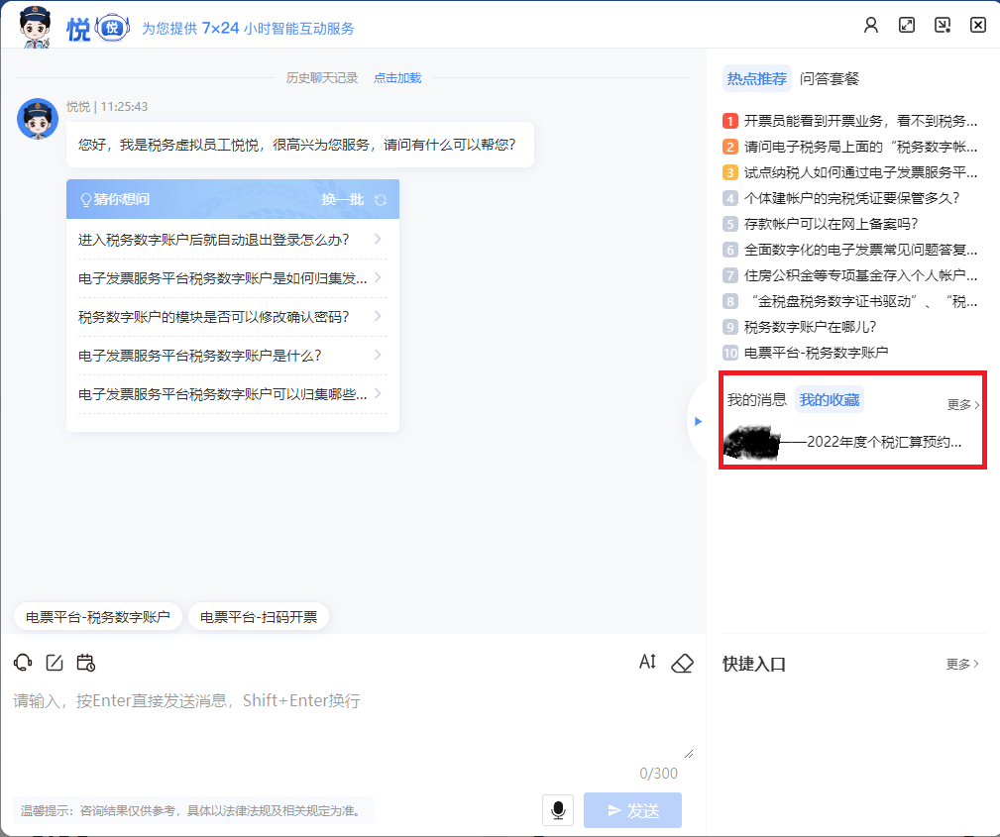 悦 悦 为您提供 7×24 小时智能互动服务
历史聊天记录 点击加载
悦悦 | 11:25:43
您好，我是税务虚拟员工悦悦，很高兴为您服务，请问有什么可以帮您？
猜你想问 换一批
进入税务数字账户后就自动退出登录怎么办？
电子发票服务平台税务数字账户是如何归集发...
税务数字账户的模块是否可以修改确认密码？
电子发票服务平台税务数字账户是什么？
电子发票服务平台税务数字账户可以归集哪些...
电票平台-税务数字账户 电票平台-扫码开票
请输入，按Enter直接发送消息，Shift+Enter换行
0/300
温馨提示：咨询结果仅供参考，具体以法律法规及相关规定为准。
发送
热点推荐 问答套餐
1 开票员能看到开票业务，看不到税务...
2 请问电子税务局上面的“税务数字帐...
3 试点纳税人如何通过电子发票服务平...
4 个体建帐户的完税凭证要保管多久？
5 存款帐户可以在网上备案吗？
6 全面数字化的电子发票常见问题答复...
7 住房公积金等专项基金存入个人帐户...
8 “金税盘税务数字证书驱动”、“税...
9 税务数字账户在哪儿？
10 电票平台-税务数字账户
我的消息 我的收藏 更多
——2022年度个税汇算预约...
快捷入口 更多